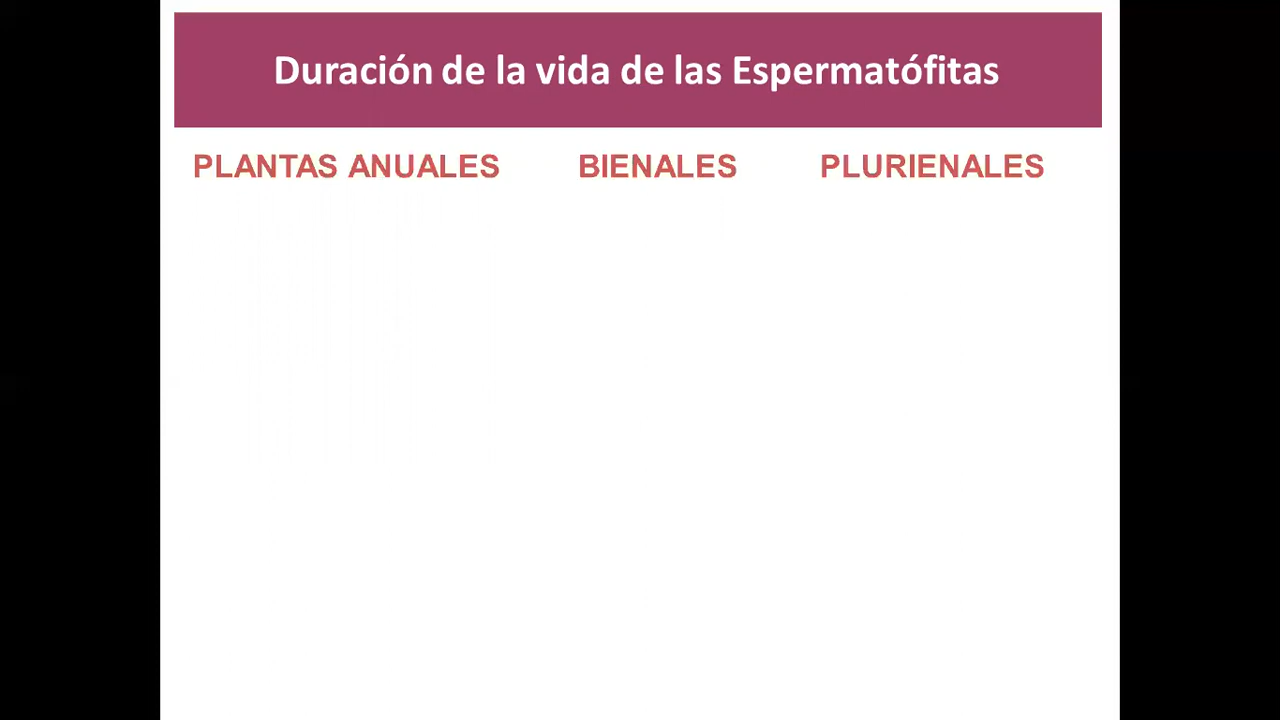 Duración de la vida de las Espermatófitas
PLANTAS ANUALES BIENALES PLURIENALES